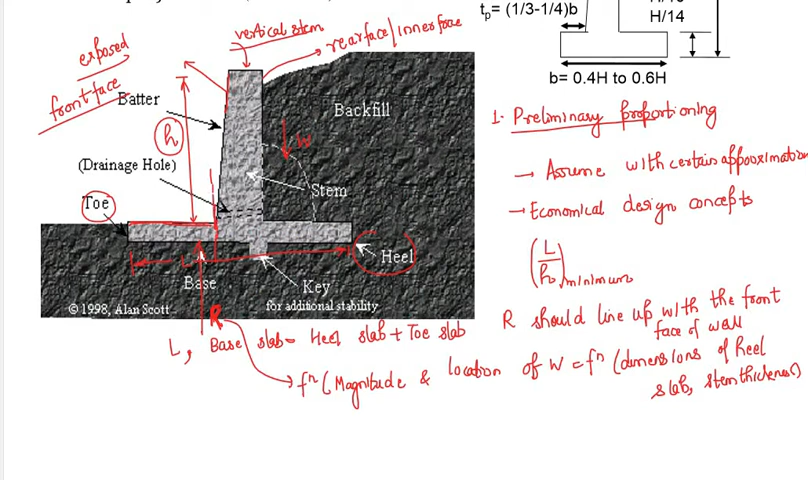 tp= (1/3-1/4)b
H/14
b= 0.4H to 0.6H
vertical stem
rear face/innerface
exposed
front face
Batter
Backfill
h
W
(Drainage Hole)
Stem
Toe
L
Heel
Base
Key
for additional stability
© 1998, Alan Scott
R
L, Base slab= Heel slab + Toe slab
1. Preliminary proportioning
→ Assume with certain approximation
→ Economical design concepts
(L/h)minimum
R should line up with the front
face of wall
→ fⁿ (Magnitude & location of W = fⁿ (dimensions of heel
slab, stem thickness)